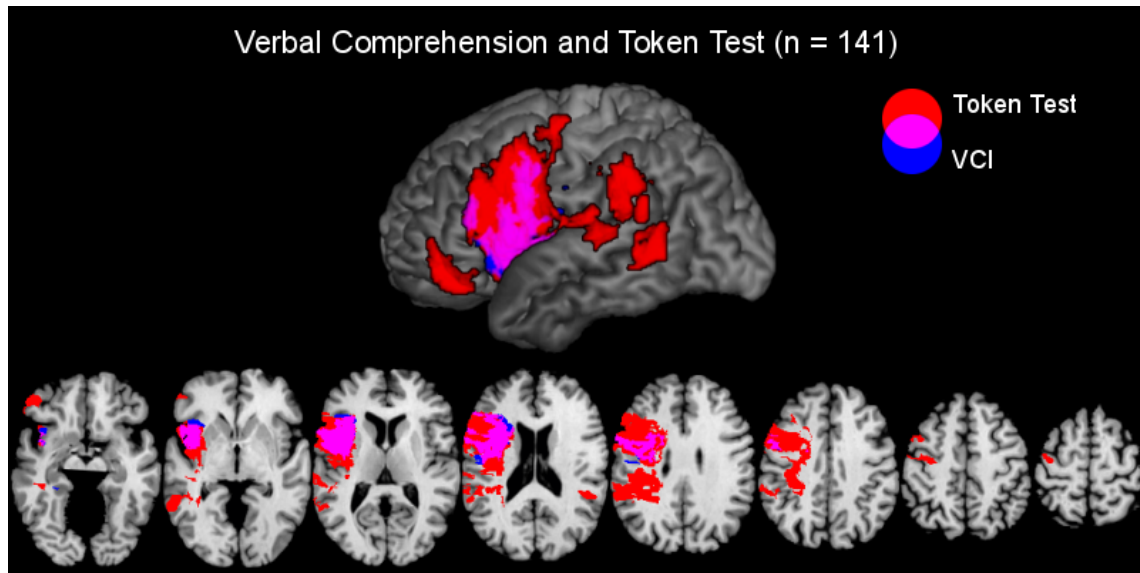 Verbal Comprehension and Token Test (n = 141)
Token Test
VCI